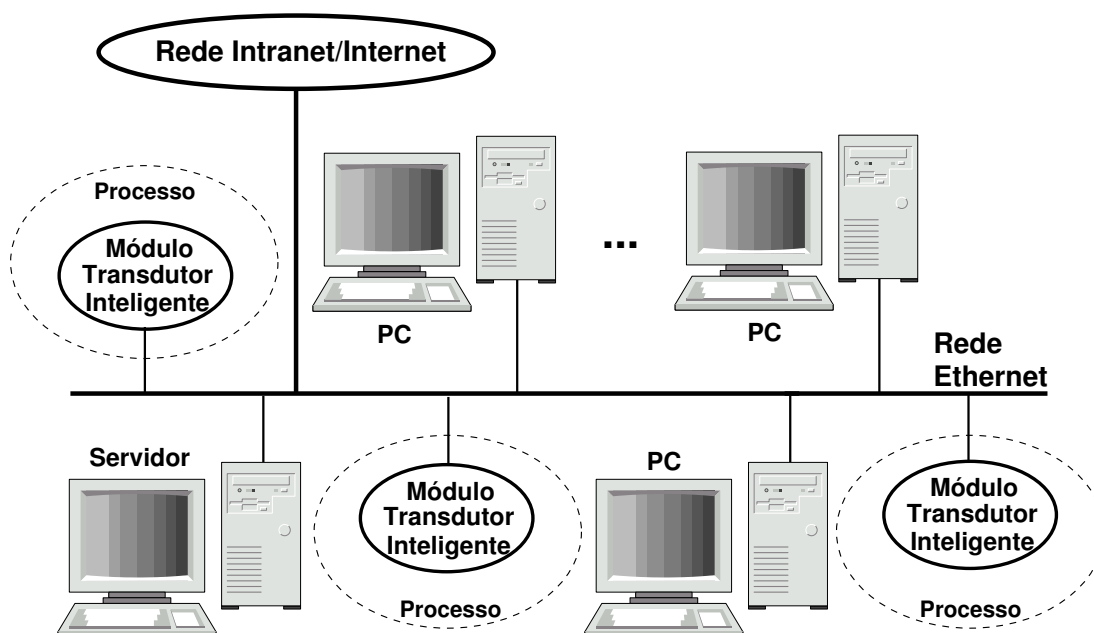 Rede Intranet/Internet
Processo
Módulo
Transdutor
Inteligente
...
PC
PC
Rede
Ethernet
Servidor
Módulo
Transdutor
Inteligente
Processo
PC
Módulo
Transdutor
Inteligente
Processo